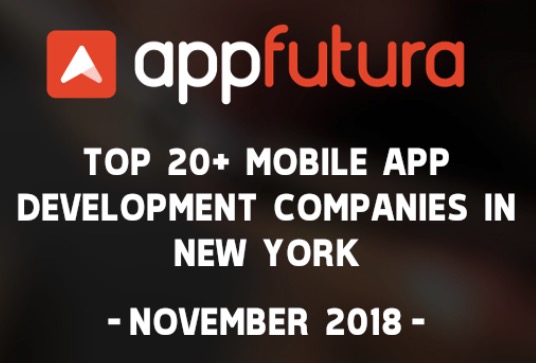 appfutura
TOP 20+ MOBILE APP
DEVELOPMENT COMPANIES IN
NEW YORK
- NOVEMBER 2018 -